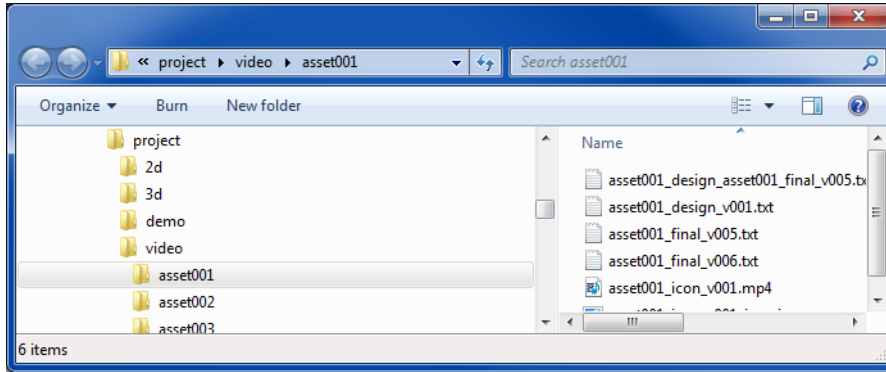 « project ▸ video ▸ asset001
Search asset001
Organize ▾ Burn New folder
project
2d
3d
demo
video
asset001
asset002
asset003
Name
asset001_design_asset001_final_v005.tx
asset001_design_v001.txt
asset001_final_v005.txt
asset001_final_v006.txt
asset001_icon_v001.mp4
6 items